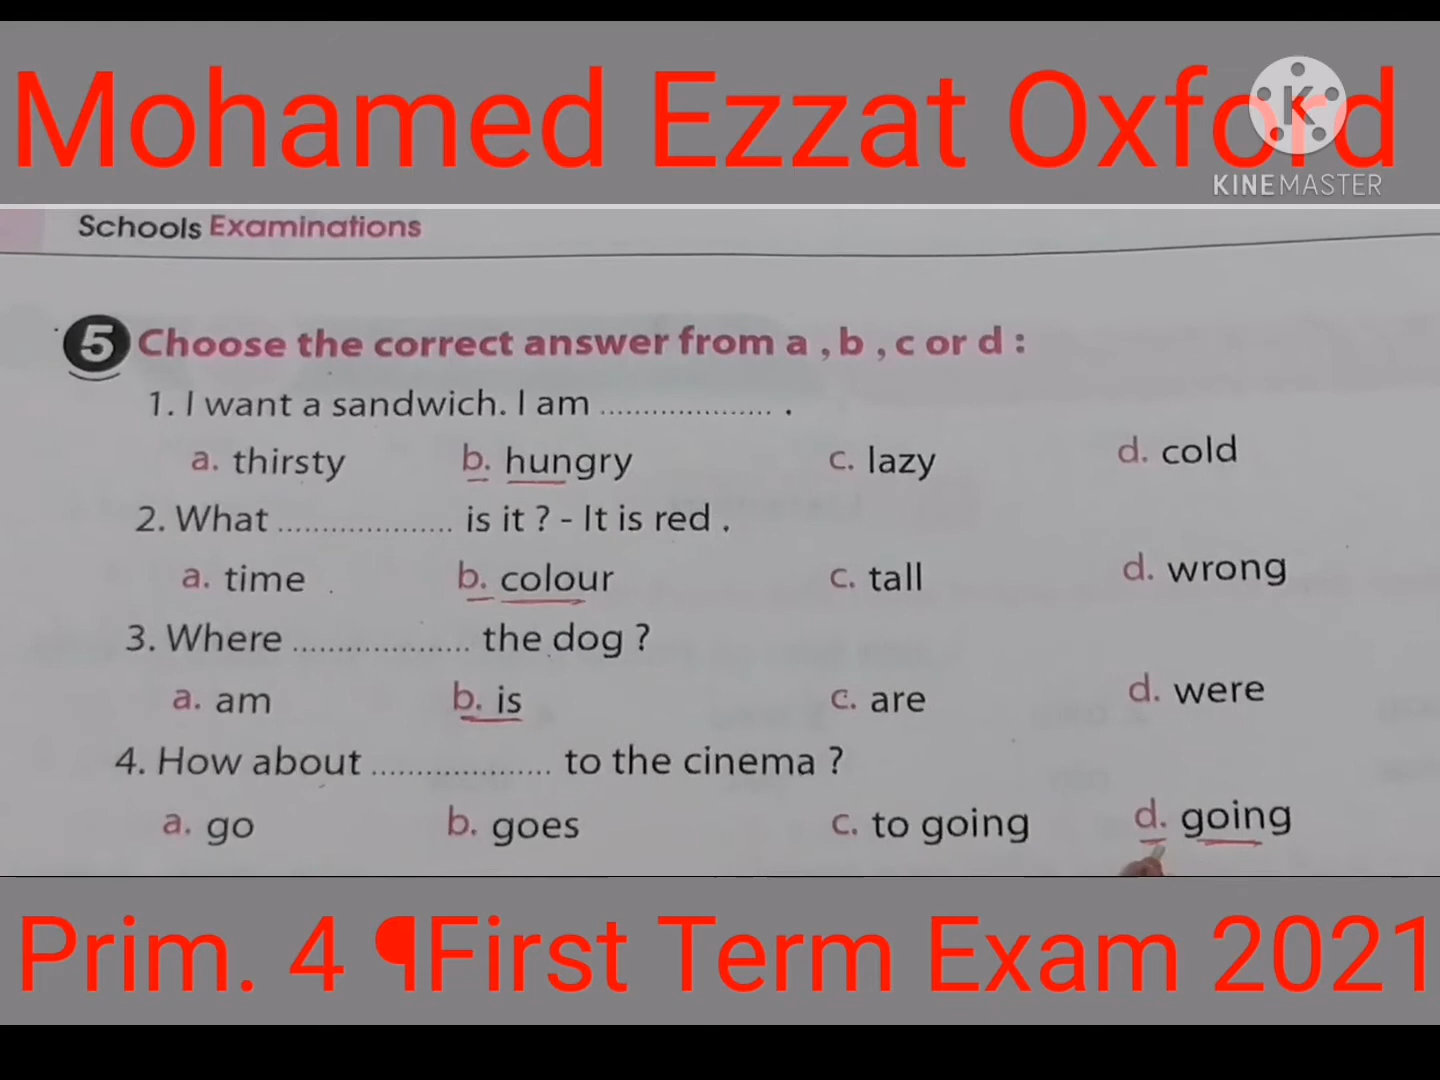 Mohamed Ezzat Oxford
K
KINEMASTER
Schools Examinations
5 Choose the correct answer from a , b , c or d :
1. I want a sandwich. I am .................... .
a. thirsty b. hungry c. lazy d. cold
2. What .................... is it ? - It is red .
a. time b. colour c. tall d. wrong
3. Where .................... the dog ?
a. am b. is c. are d. were
4. How about .................... to the cinema ?
a. go b. goes c. to going d. going
Prim. 4 ¶First Term Exam 2021